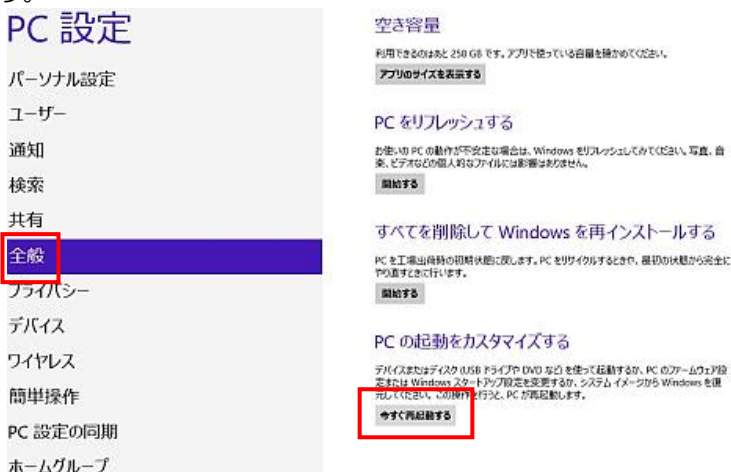 う。
PC 設定
パーソナル設定
ユーザー
通知
検索
共有
全般
プライバシー
デバイス
ワイヤレス
簡単操作
PC 設定の同期
ホームグループ
空き容量
利用できるのはあと 250 GB です。アプリで使っている容量を確かめてください。
アプリのサイズを表示する
PC をリフレッシュする
お使いの PC の動作が不安定な場合は、Windows をリフレッシュしてみてください。写真、音
楽、ビデオなどの個人的なファイルには影響はありません。
開始する
すべてを削除して Windows を再インストールする
PC を工場出荷時の初期状態に戻します。PC をリサイクルするときや、最初の状態から完全に
やり直すときに行います。
開始する
PC の起動をカスタマイズする
デバイスまたはディスク (USB ドライブや DVD など) を使って起動するか、PC のファームウェア設
定または Windows スタートアップ設定を変更するか、システム イメージから Windows を復
元してください。この操作を行うと、PC が再起動します。
今すぐ再起動する